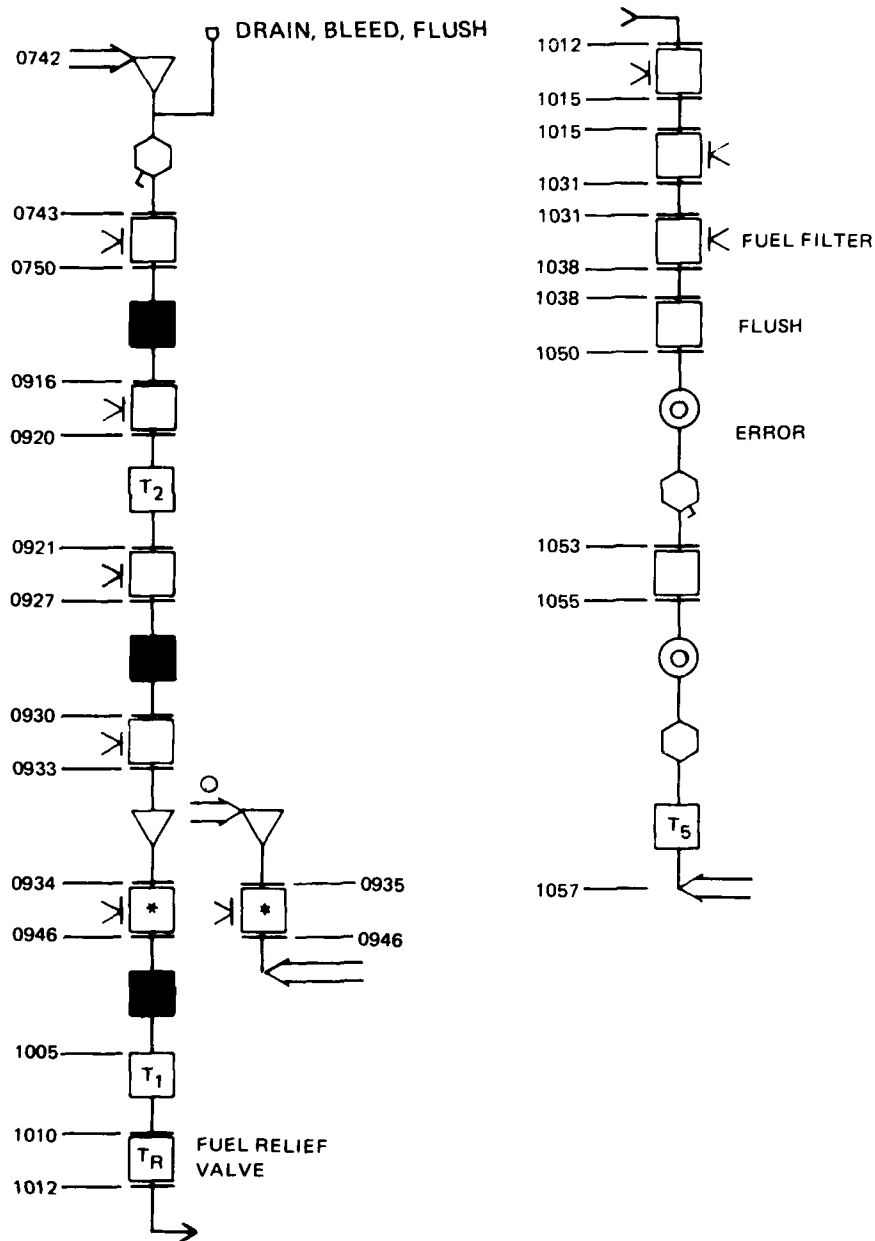 DRAIN, BLEED, FLUSH
0742
0743
0750
0916
0920
T2
0921
0927
0930
0933
0934
*
0946
0935
*
0946
1005
T1
1010
TR
FUEL RELIEF
VALVE
1012
1012
1015
1015
1031
1031
FUEL FILTER
1038
1038
FLUSH
1050
ERROR
1053
1055
T5
1057